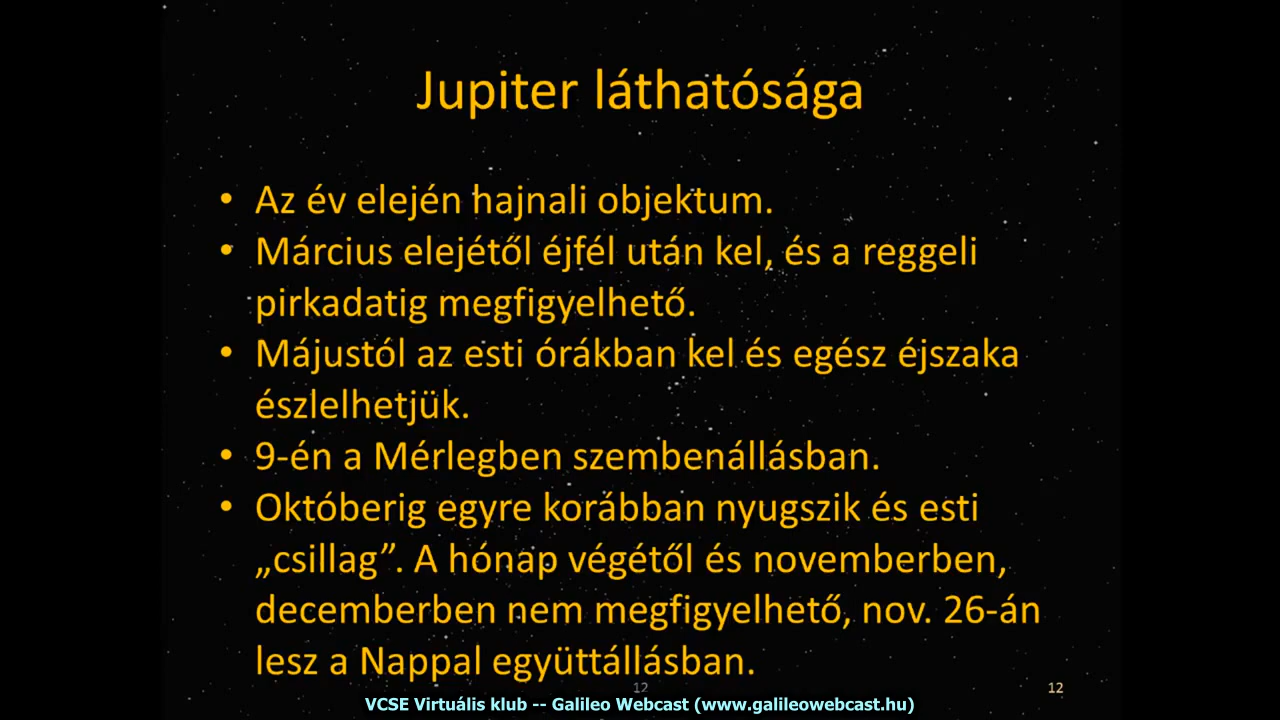 Jupiter láthatósága
• Az év elején hajnali objektum.
• Március elejétől éjfél után kel, és a reggeli
pirkadatig megfigyelhető.
• Májustól az esti órákban kel és egész éjszaka
észlelhetjük.
• 9-én a Mérlegben szembenállásban.
• Októberig egyre korábban nyugszik és esti
„csillag”. A hónap végétől és novemberben,
decemberben nem megfigyelhető, nov. 26-án
lesz a Nappal együttállásban.
12
12
VCSE Virtuális klub -- Galileo Webcast (www.galileowebcast.hu)